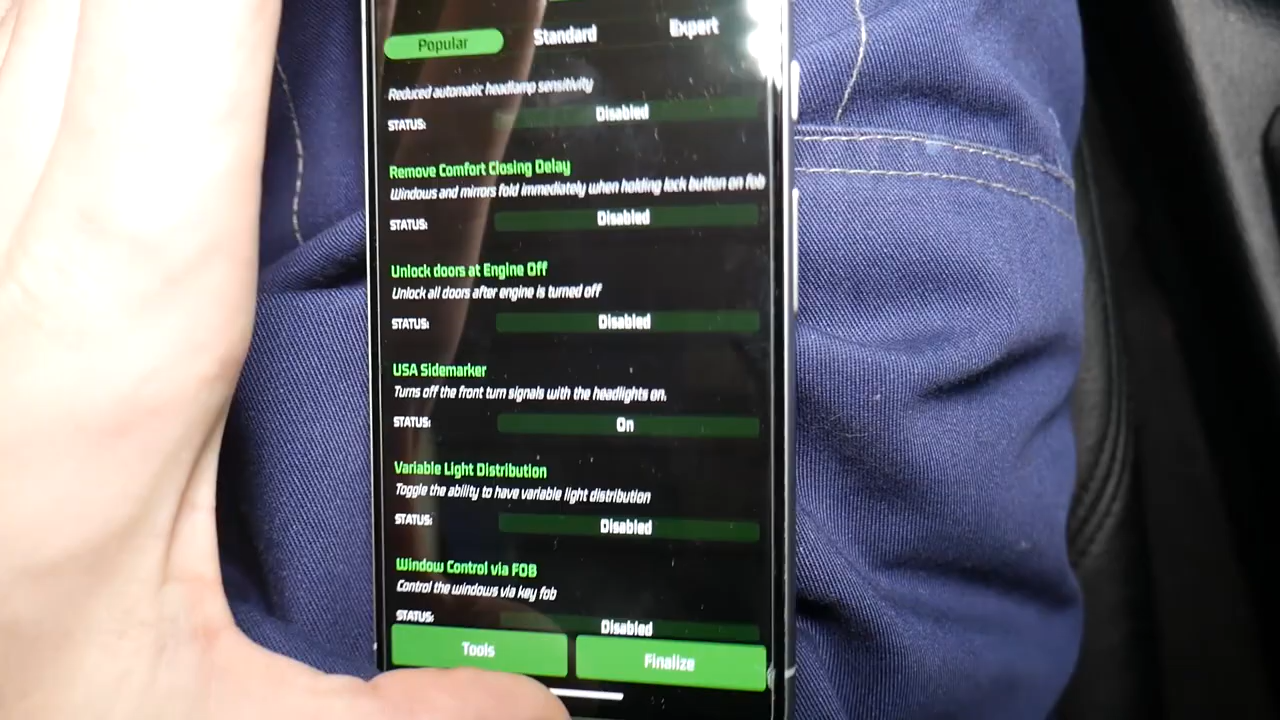 Popular Standard Expert
Reduced automatic headlamp sensitivity
STATUS: Disabled
Remove Comfort Closing Delay
Windows and mirrors fold immediately when holding lock button on fob
STATUS: Disabled
Unlock doors at Engine Off
Unlock all doors after engine is turned off
STATUS: Disabled
USA Sidemarker
Turns off the front turn signals with the headlights on.
STATUS: On
Variable Light Distribution
Toggle the ability to have variable light distribution
STATUS: Disabled
Window Control via FOB
Control the windows via key fob
STATUS: Disabled
Tools Finalize